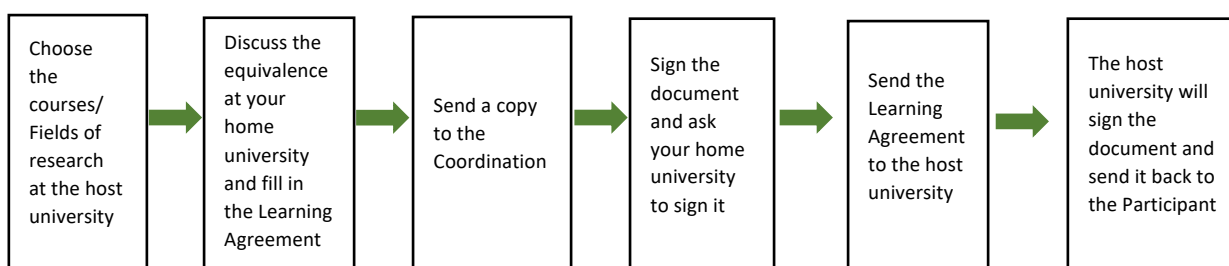 Choose
the
courses/
Fields of
research
at the host
university
Discuss the
equivalence
at your
home
university
and fill in
the Learning
Agreement
Send a copy
to the
Coordination
Sign the
document
and ask
your home
university
to sign it
Send the
Learning
Agreement
to the host
university
The host
university will
sign the
document and
send it back to
the Participant